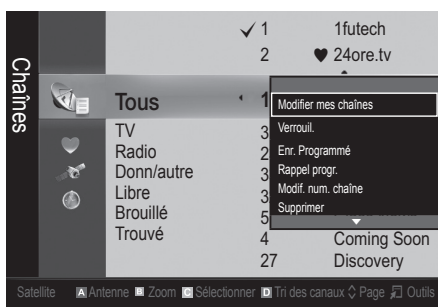 Chaînes
✓ 1 1futech
2 ♥ 24ore.tv
Tous 1
Modifier mes chaînes
Verrouil.
Enr. Programmé
Rappel progr.
Modif. num. chaîne
Supprimer
TV 3
Radio 2
Donn/autre 3
Libre 3
Brouillé 5
Trouvé 4 Coming Soon
27 Discovery
Satellite A Antenne B Zoom C Sélectionner D Tri des canaux Page Outils